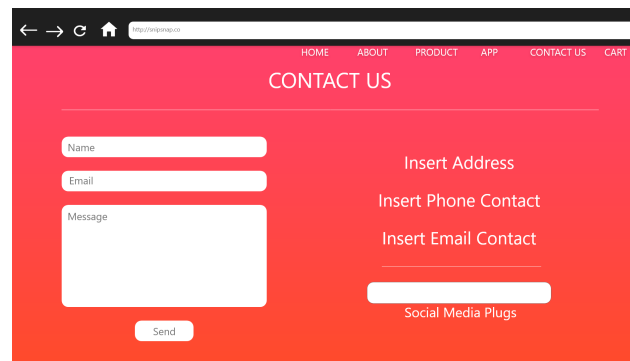 http://snipsnap.co
HOME ABOUT PRODUCT APP CONTACT US CART
CONTACT US
Name
Email
Message
Send
Insert Address
Insert Phone Contact
Insert Email Contact
Social Media Plugs